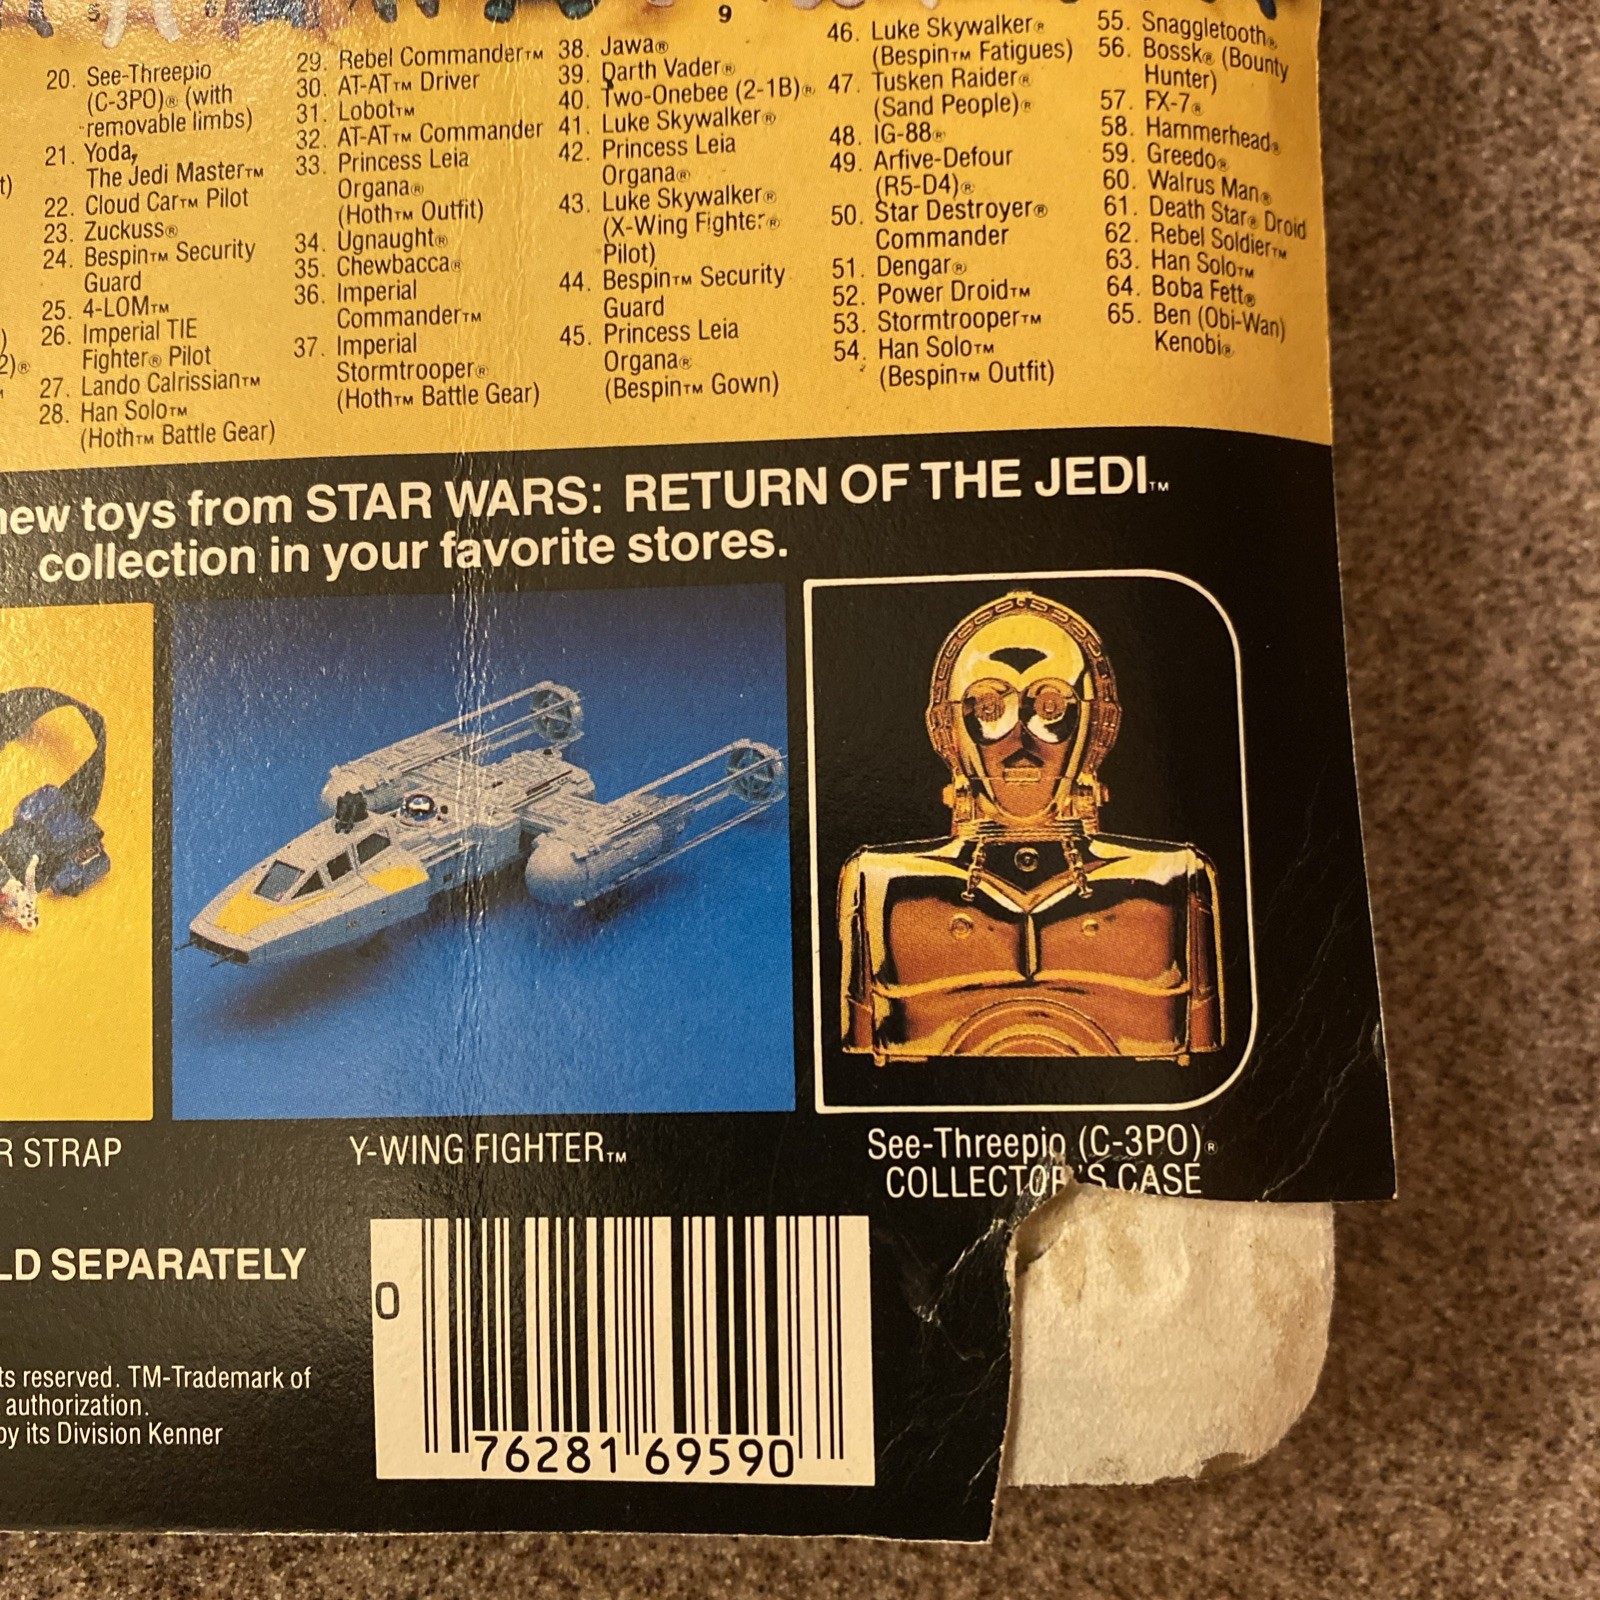 9
20. See-Threepio
(C-3PO)® (with
removable limbs)
21. Yoda,
The Jedi Master™
22. Cloud Car™ Pilot
23. Zuckuss®
24. Bespin™ Security
Guard
25. 4-LOM™
26. Imperial TIE
Fighter® Pilot
27. Lando Calrissian™
28. Han Solo™
(Hoth™ Battle Gear)
29. Rebel Commander™
30. AT-AT™ Driver
31. Lobot™
32. AT-AT™ Commander
33. Princess Leia
Organa®
(Hoth™ Outfit)
34. Ugnaught®
35. Chewbacca®
36. Imperial
Commander™
37. Imperial
Stormtrooper®
(Hoth™ Battle Gear)
38. Jawa®
39. Darth Vader®
40. Two-Onebee (2-1B)®
41. Luke Skywalker®
42. Princess Leia
Organa®
43. Luke Skywalker®
(X-Wing Fighter®
Pilot)
44. Bespin™ Security
Guard
45. Princess Leia
Organa®
(Bespin™ Gown)
46. Luke Skywalker®
(Bespin™ Fatigues)
47. Tusken Raider®
(Sand People)®
48. IG-88®
49. Arfive-Defour
(R5-D4)®
50. Star Destroyer®
Commander
51. Dengar®
52. Power Droid™
53. Stormtrooper™
54. Han Solo™
(Bespin™ Outfit)
55. Snaggletooth®
56. Bossk® (Bounty
Hunter)
57. FX-7®
58. Hammerhead®
59. Greedo®
60. Walrus Man®
61. Death Star® Droid
62. Rebel Soldier™
63. Han Solo™
64. Boba Fett®
65. Ben (Obi-Wan)
Kenobi®
new toys from STAR WARS: RETURN OF THE JEDI™
collection in your favorite stores.
R STRAP
Y-WING FIGHTER™
See-Threepio (C-3PO)®
COLLECTOR'S CASE
LD SEPARATELY
ts reserved. TM-Trademark of
authorization.
by its Division Kenner
0 76281 69590